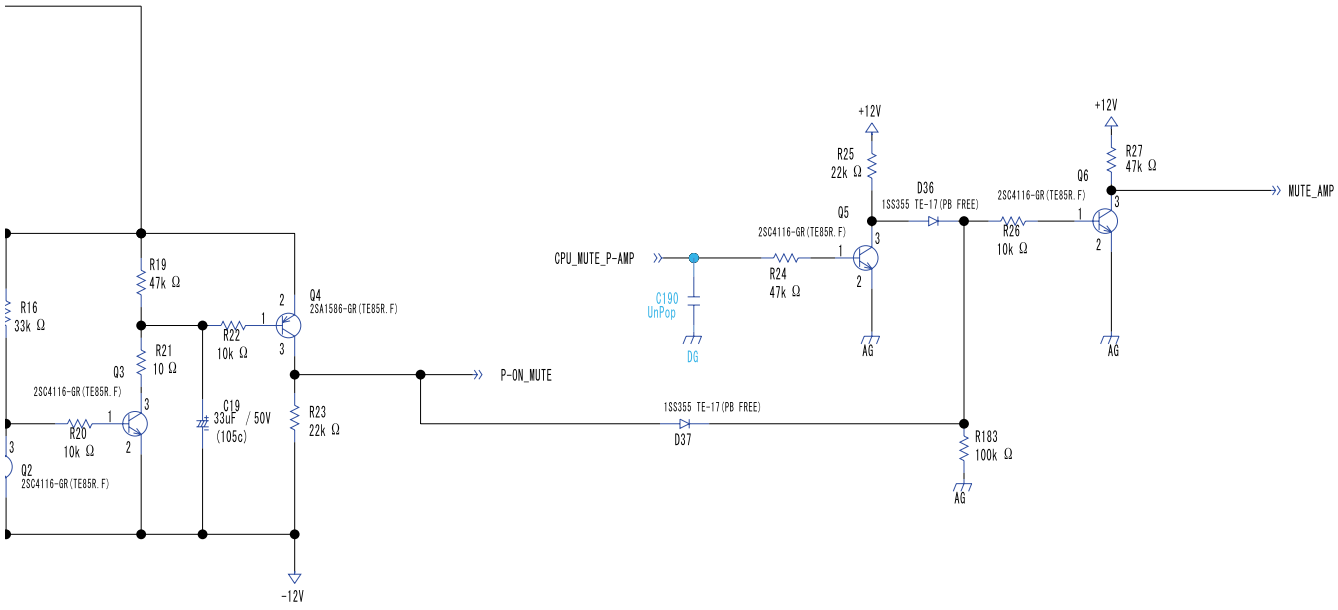 R16
33k Ω
3
Q2
2SC4116-GR(TE85R.F)
R20
10k Ω
1
Q3
2SC4116-GR(TE85R.F)
3
2
R19
47k Ω
R21
10 Ω
C19
33uF / 50V
(105c)
R22
10k Ω
1
2
Q4
2SA1586-GR(TE85R.F)
3
R23
22k Ω
-12V
P-ON_MUTE
CPU_MUTE_P-AMP
C190
UnPop
DG
R24
47k Ω
2SC4116-GR(TE85R.F)
1
Q5
3
2
AG
+12V
R25
22k Ω
D36
1SS355 TE-17(PB FREE)
1SS355 TE-17(PB FREE)
D37
R183
100k Ω
AG
2SC4116-GR(TE85R.F)
R26
10k Ω
1
Q6
3
2
AG
+12V
R27
47k Ω
MUTE_AMP